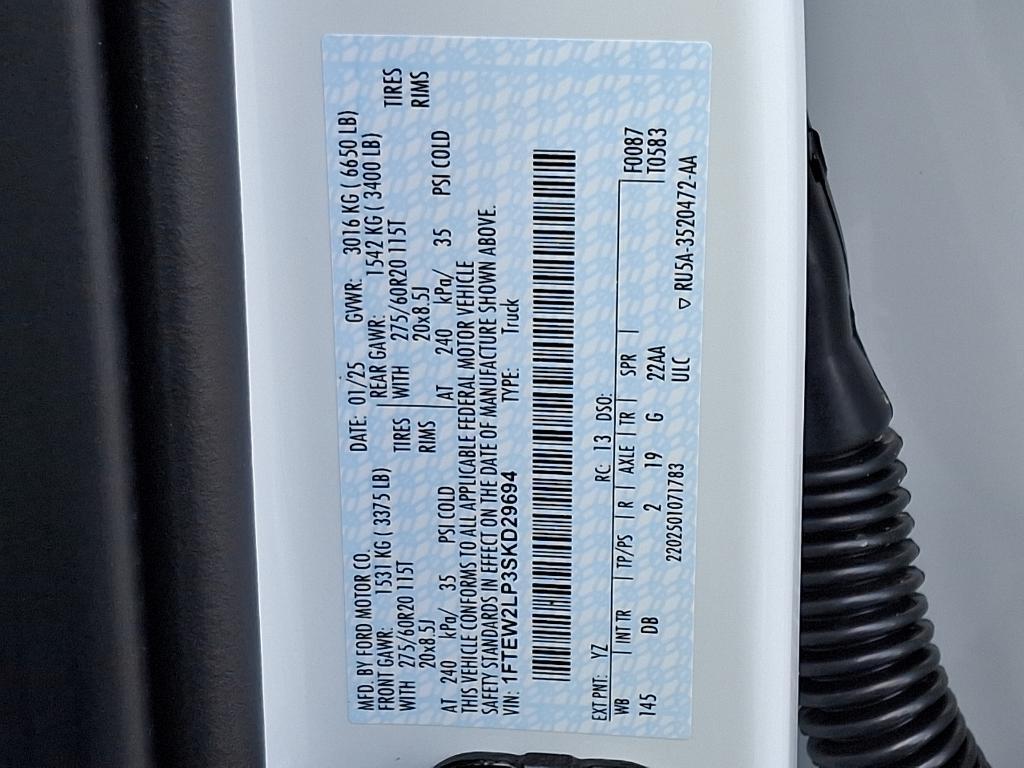 MFD. BY FORD MOTOR CO. DATE: 01/25 GVWR: 3016 KG ( 6650 LB)
FRONT GAWR: 1531 KG ( 3375 LB) REAR GAWR: 1542 KG ( 3400 LB)
WITH 275/60R20 115T TIRES WITH 275/60R20 115T TIRES
20x8.5J RIMS 20x8.5J RIMS
AT 240 kPa/ 35 PSI COLD AT 240 kPa/ 35 PSI COLD
THIS VEHICLE CONFORMS TO ALL APPLICABLE FEDERAL MOTOR VEHICLE
SAFETY STANDARDS IN EFFECT ON THE DATE OF MANUFACTURE SHOWN ABOVE.
VIN: 1FTEW2LP3SKD29694 TYPE: Truck
EXT PNT: YZ RC: 13 DSO:
WB INT TR TP/PS R AXLE TR SPR F0087
145 DB 2 19 G 22AA T0583
22025010717​83 ULC
▽ RU5A-3520472-AA